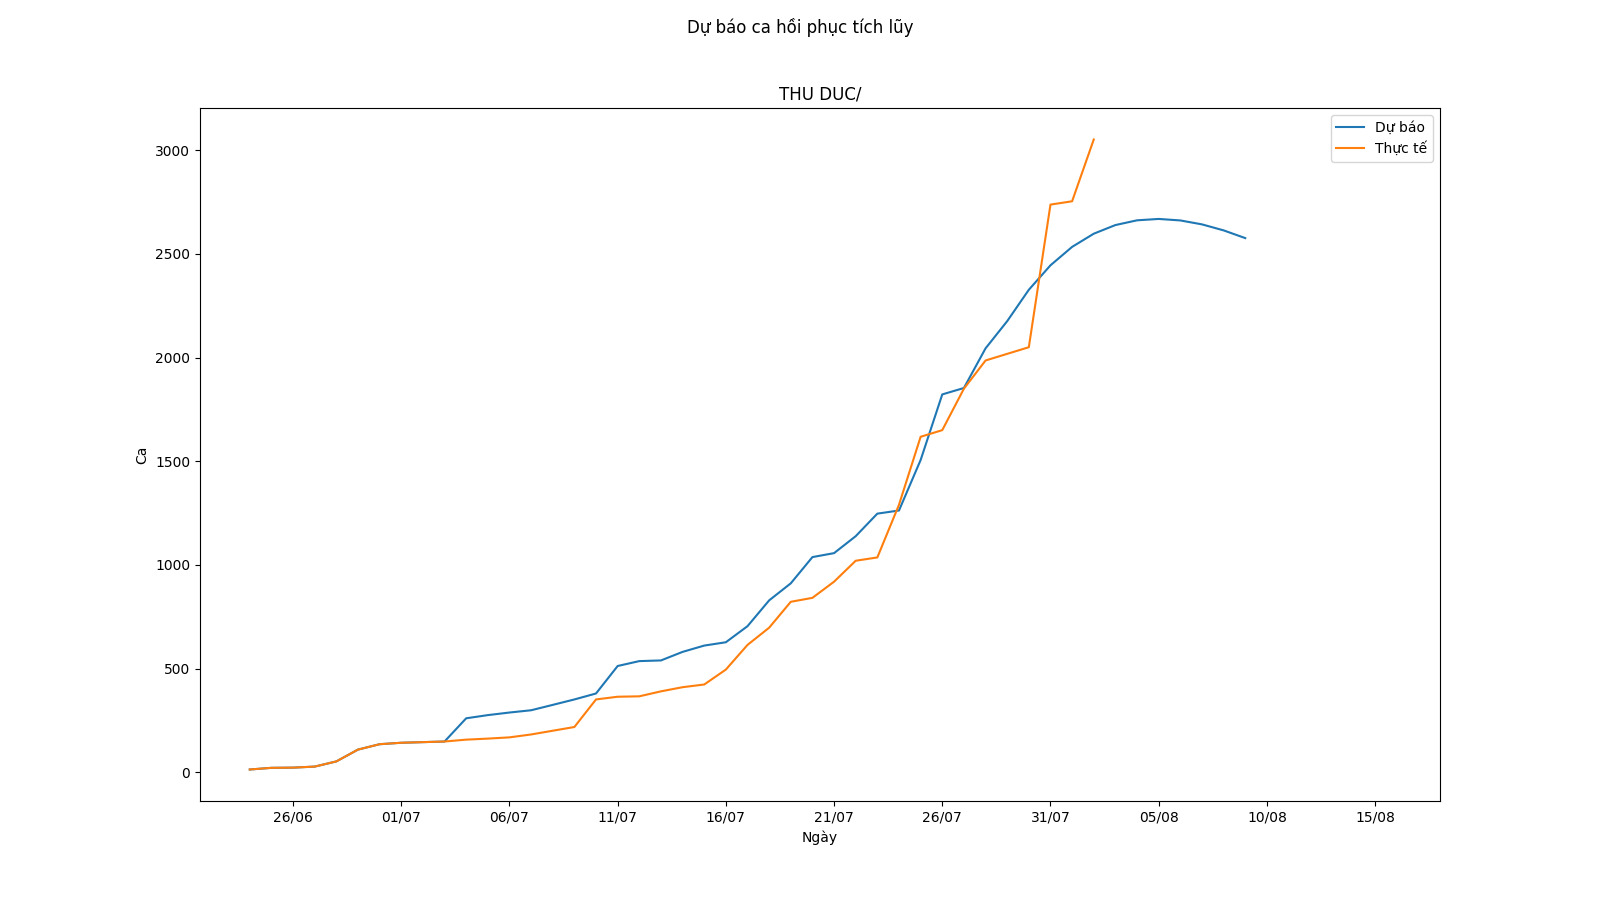 Dự báo ca hồi phục tích lũy
THU DUC/
Dự báo
Thực tế
3000
2500
2000
1500
1000
500
0
Ca
26/06 01/07 06/07 11/07 16/07 21/07 26/07 31/07 05/08 10/08 15/08
Ngày